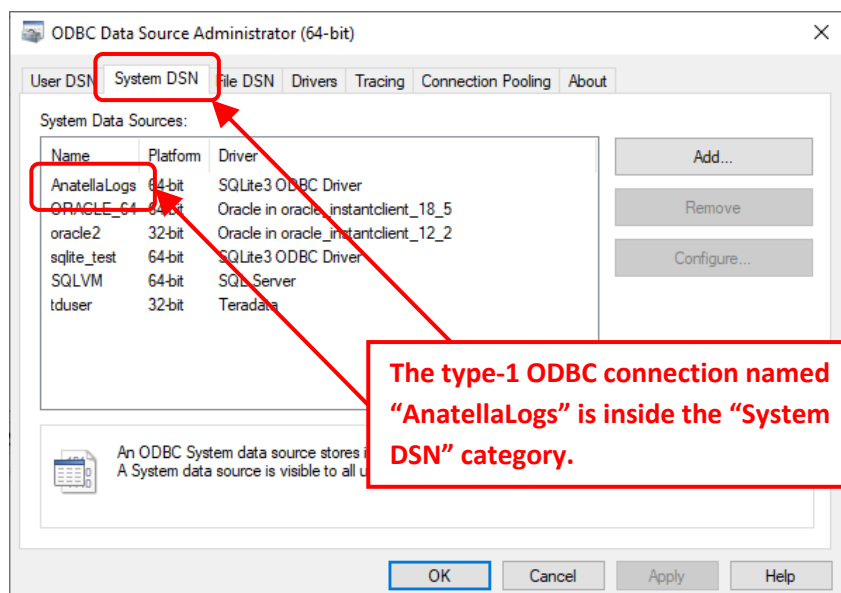 ODBC Data Source Administrator (64-bit)
User DSN System DSN File DSN Drivers Tracing Connection Pooling About
System Data Sources:
Name Platform Driver
AnatellaLogs 64-bit SQLite3 ODBC Driver
ORACLE_64 64-bit Oracle in oracle_instantclient_18_5
oracle2 32-bit Oracle in oracle_instantclient_12_2
sqlite_test 64-bit SQLite3 ODBC Driver
SQLVM 64-bit SQL Server
tduser 32-bit Teradata
Add...
Remove
Configure...
The type-1 ODBC connection named
“AnatellaLogs” is inside the “System
DSN” category.
An ODBC System data source stores
A System data source is visible to all
OK Cancel Apply Help